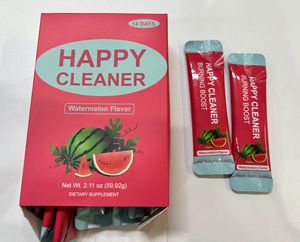 14 DAYS
HAPPY
CLEANER
Watermelon Flavor
Net Wt. 2.11 oz (59.92g)
DIETARY SUPPLEMENT
HAPPY CLEANER
BURNING BOOST
Watermelon Flavor
HAPPY CLEANER
BURNING BOOST
Watermelon Flavor